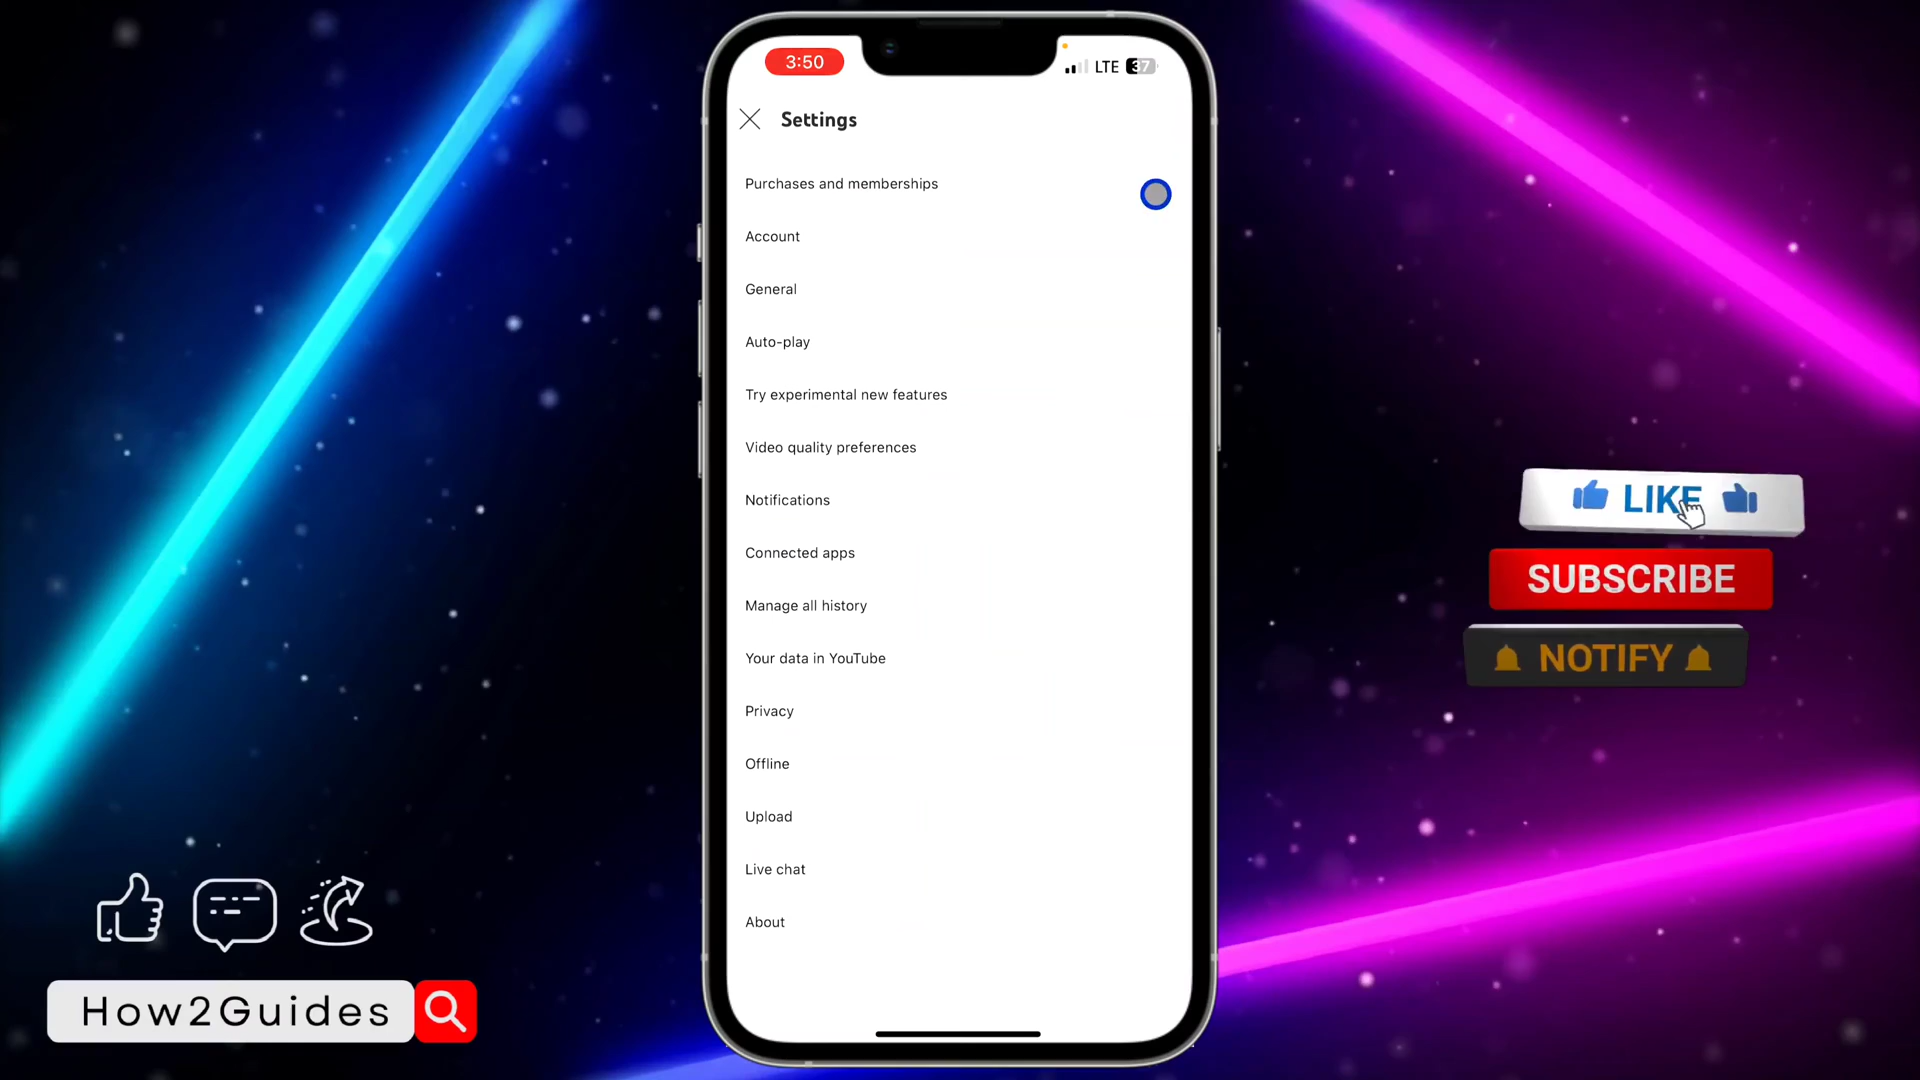 3:50
LTE 37
Settings
Purchases and memberships
Account
General
Auto-play
Try experimental new features
Video quality preferences
Notifications
Connected apps
Manage all history
Your data in YouTube
Privacy
Offline
Upload
Live chat
About
LIKE
SUBSCRIBE
NOTIFY
How2Guides